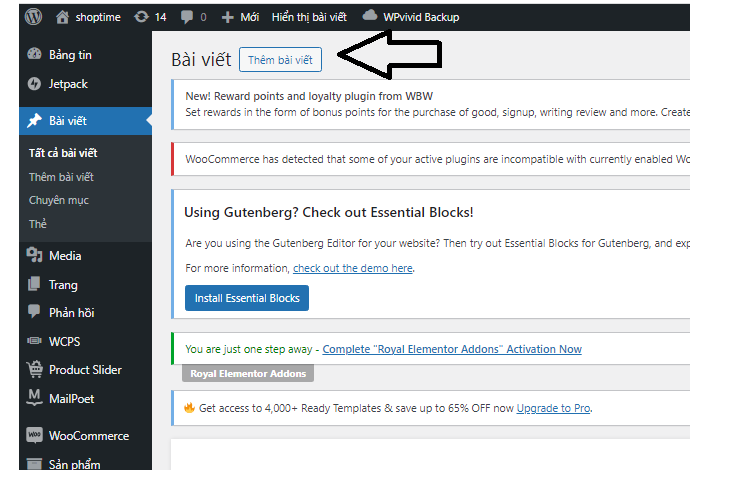 shoptime 14 0 Mới Hiển thị bài viết WPvivid Backup
Bảng tin
Jetpack
Bài viết
Tất cả bài viết
Thêm bài viết
Chuyên mục
Thẻ
Media
Trang
Phản hồi
WCPS
Product Slider
MailPoet
WooCommerce
Sản phẩm
Bài viết Thêm bài viết
New! Reward points and loyalty plugin from WBW
Set rewards in the form of bonus points for the purchase of good, signup, writing review and more. Create
WooCommerce has detected that some of your active plugins are incompatible with currently enabled Wo
Using Gutenberg? Check out Essential Blocks!
Are you using the Gutenberg Editor for your website? Then try out Essential Blocks for Gutenberg, and exp
For more information, check out the demo here.
Install Essential Blocks
You are just one step away - Complete "Royal Elementor Addons" Activation Now
Royal Elementor Addons
Get access to 4,000+ Ready Templates & save up to 65% OFF now Upgrade to Pro.